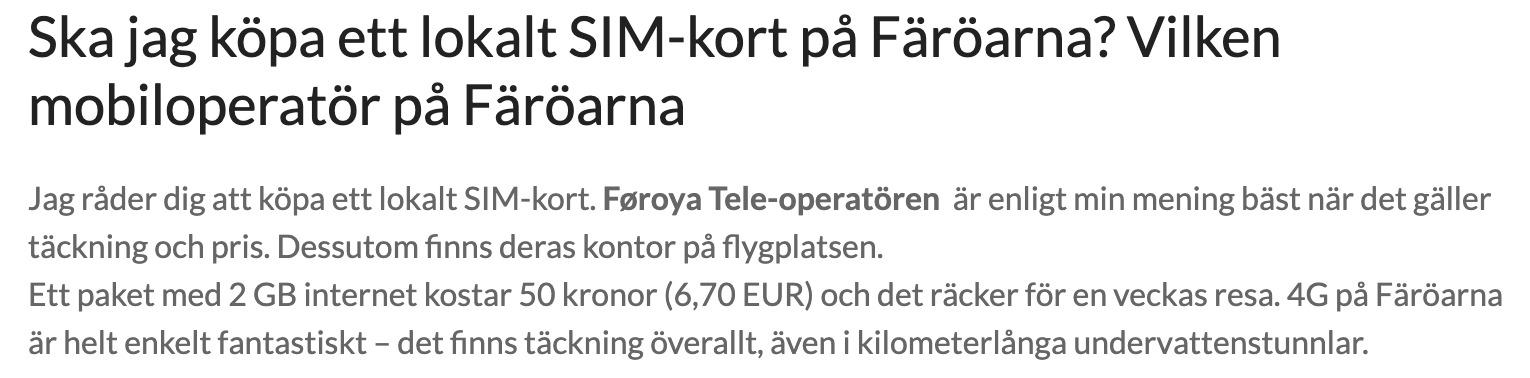 Ska jag köpa ett lokalt SIM-kort på Färöarna? Vilken
mobiloperatör på Färöarna
Jag råder dig att köpa ett lokalt SIM-kort. Føroya Tele-operatören är enligt min mening bäst när det gäller
täckning och pris. Dessutom finns deras kontor på flygplatsen.
Ett paket med 2 GB internet kostar 50 kronor (6,70 EUR) och det räcker för en veckas resa. 4G på Färöarna
är helt enkelt fantastiskt – det finns täckning överallt, även i kilometerlånga undervattenstunnlar.